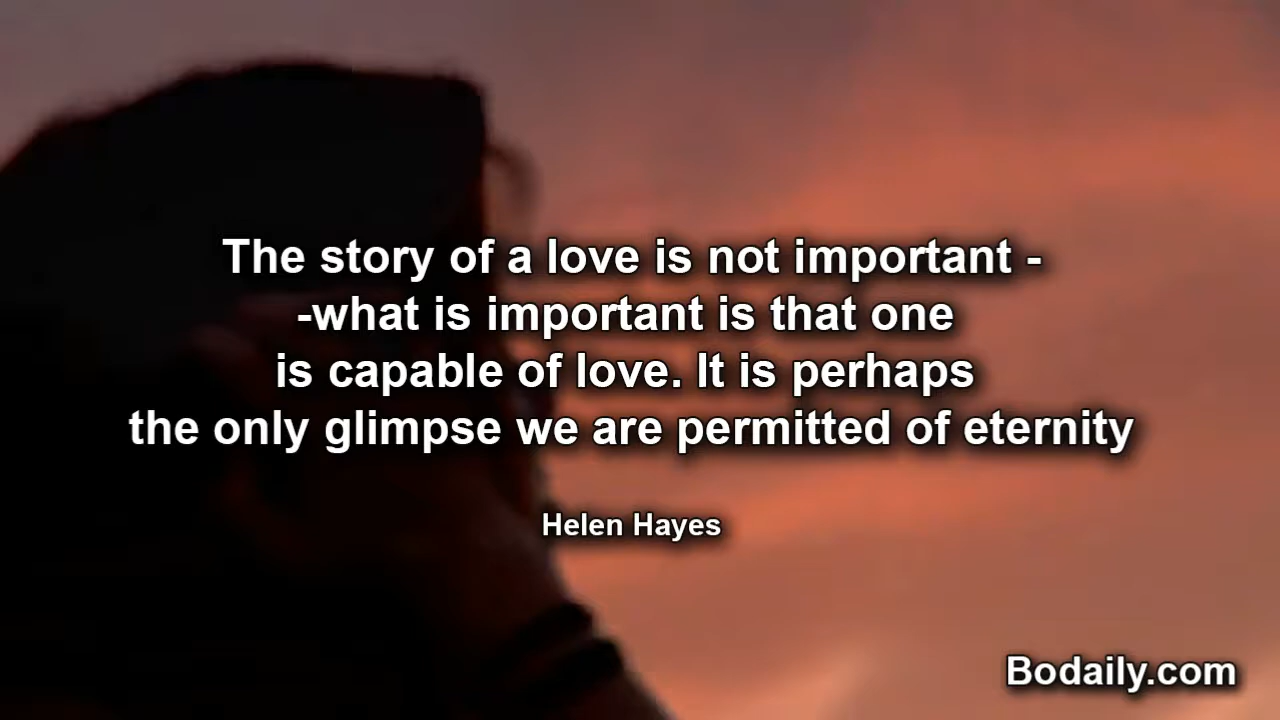 The story of a love is not important -
-what is important is that one
is capable of love. It is perhaps
the only glimpse we are permitted of eternity
Helen Hayes
Bodaily.com